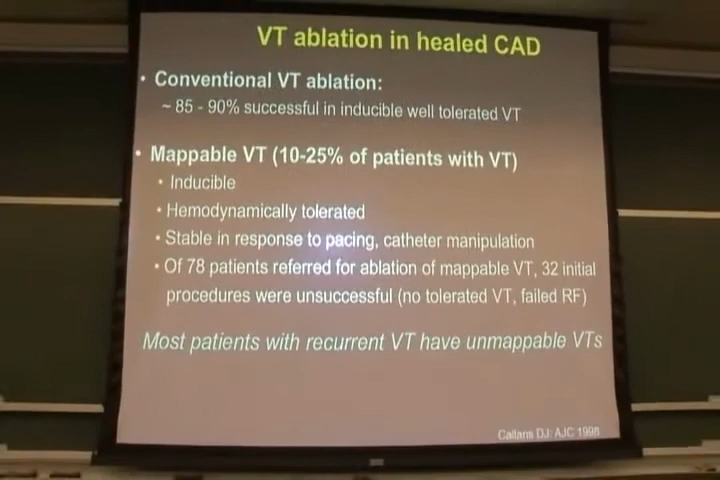 VT ablation in healed CAD
• Conventional VT ablation:
~ 85 - 90% successful in inducible well tolerated VT
• Mappable VT (10-25% of patients with VT)
• Inducible
• Hemodynamically tolerated
• Stable in response to pacing, catheter manipulation
• Of 78 patients referred for ablation of mappable VT, 32 initial
procedures were unsuccessful (no tolerated VT, failed RF)
Most patients with recurrent VT have unmappable VTs
Callans DJ: AJC 1998